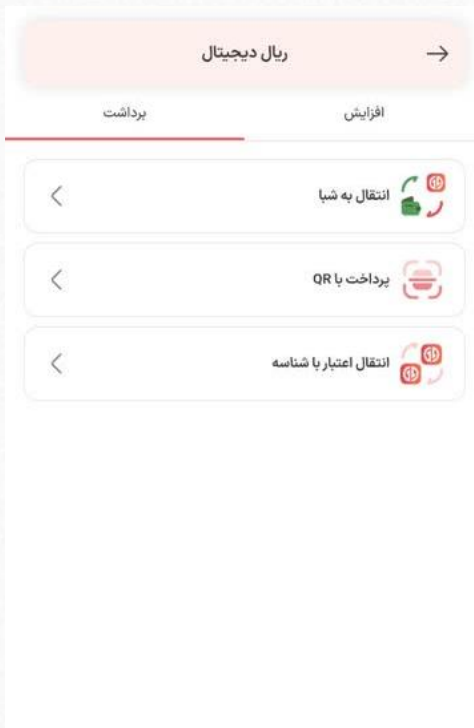 ریال دیجیتال
افزایش برداشت
انتقال به شبا
پرداخت با QR
انتقال اعتبار با شناسه